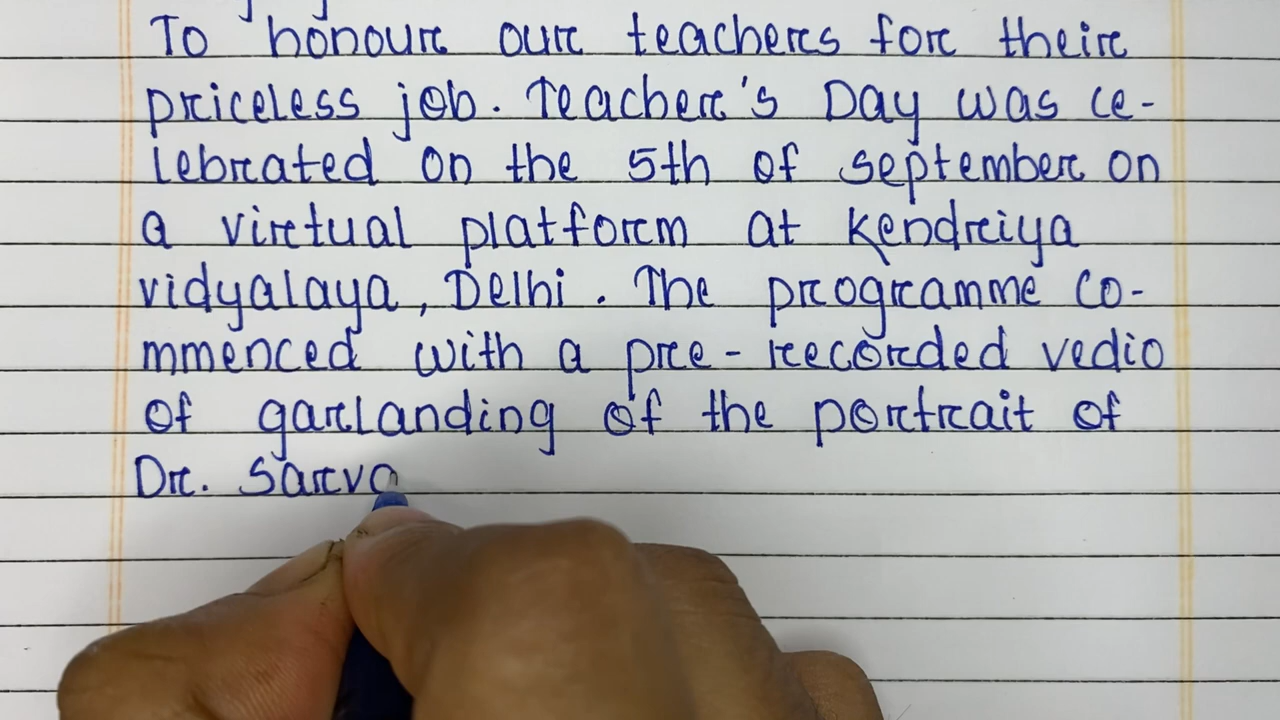 To honour our teachers for their
priceless job. Teacher's Day was ce-
lebrated on the 5th of september on
a virtual platform at Kendriya
vidyalaya, Delhi. The programme co-
mmenced with a pre-recorded vedio
of garlanding of the portrait of
Dr. Sarva